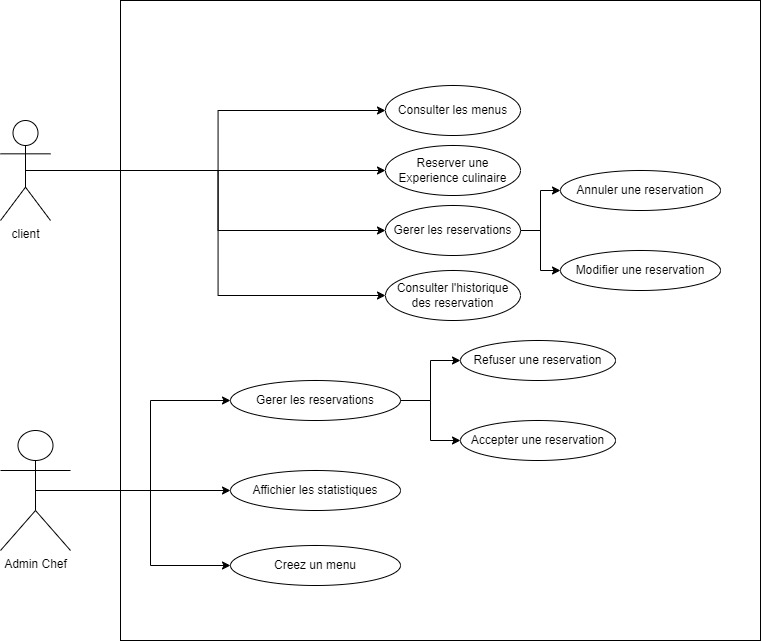 Consulter les menus
Reserver une
Experience culinaire
Annuler une reservation
client
Gerer les reservations
Modifier une reservation
Consulter l'historique
des reservation
Refuser une reservation
Gerer les reservations
Accepter une reservation
Affichier les statistiques
Admin Chef
Creez un menu